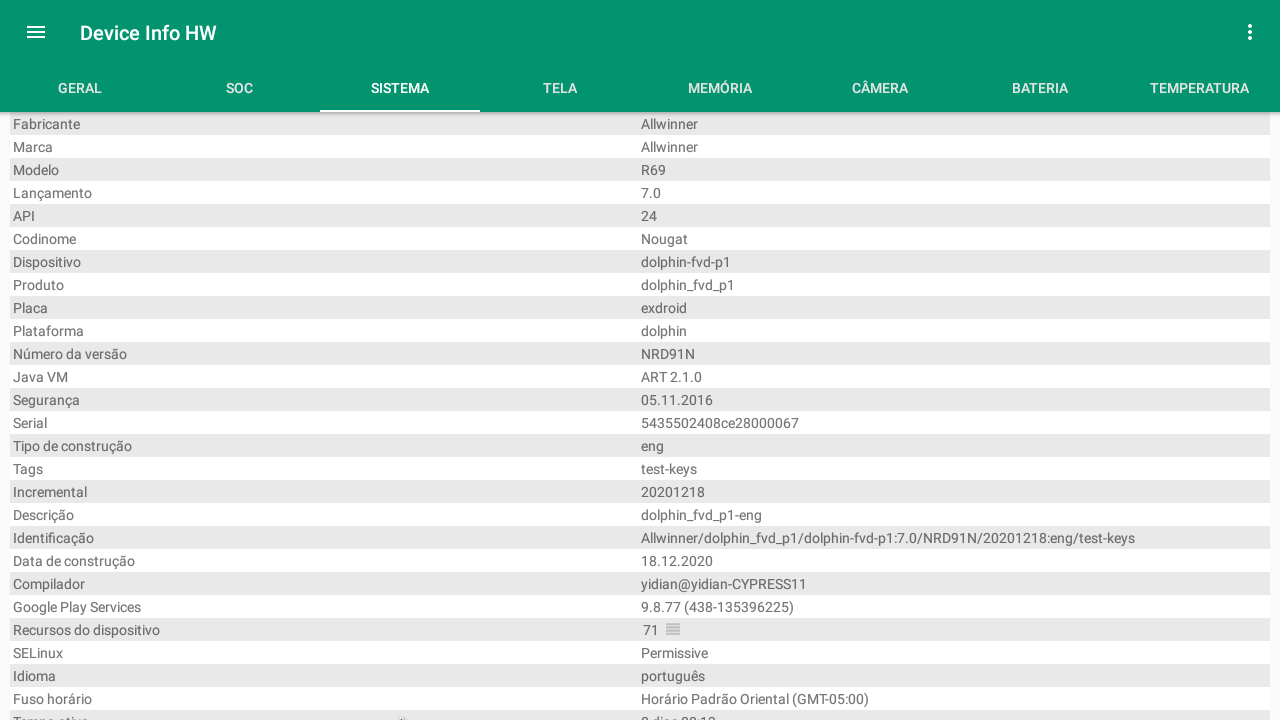 Device Info HW
GERAL SOC SISTEMA TELA MEMÓRIA CÂMERA BATERIA TEMPERATURA
Fabricante Allwinner
Marca Allwinner
Modelo R69
Lançamento 7.0
API 24
Codinome Nougat
Dispositivo dolphin-fvd-p1
Produto dolphin_fvd_p1
Placa exdroid
Plataforma dolphin
Número da versão NRD91N
Java VM ART 2.1.0
Segurança 05.11.2016
Serial 5435502408ce28000067
Tipo de construção eng
Tags test-keys
Incremental 20201218
Descrição dolphin_fvd_p1-eng
Identificação Allwinner/dolphin_fvd_p1/dolphin-fvd-p1:7.0/NRD91N/20201218:eng/test-keys
Data de construção 18.12.2020
Compilador yidian@yidian-CYPRESS11
Google Play Services 9.8.77 (438-135396225)
Recursos do dispositivo 71
SELinux Permissive
Idioma português
Fuso horário Horário Padrão Oriental (GMT-05:00)